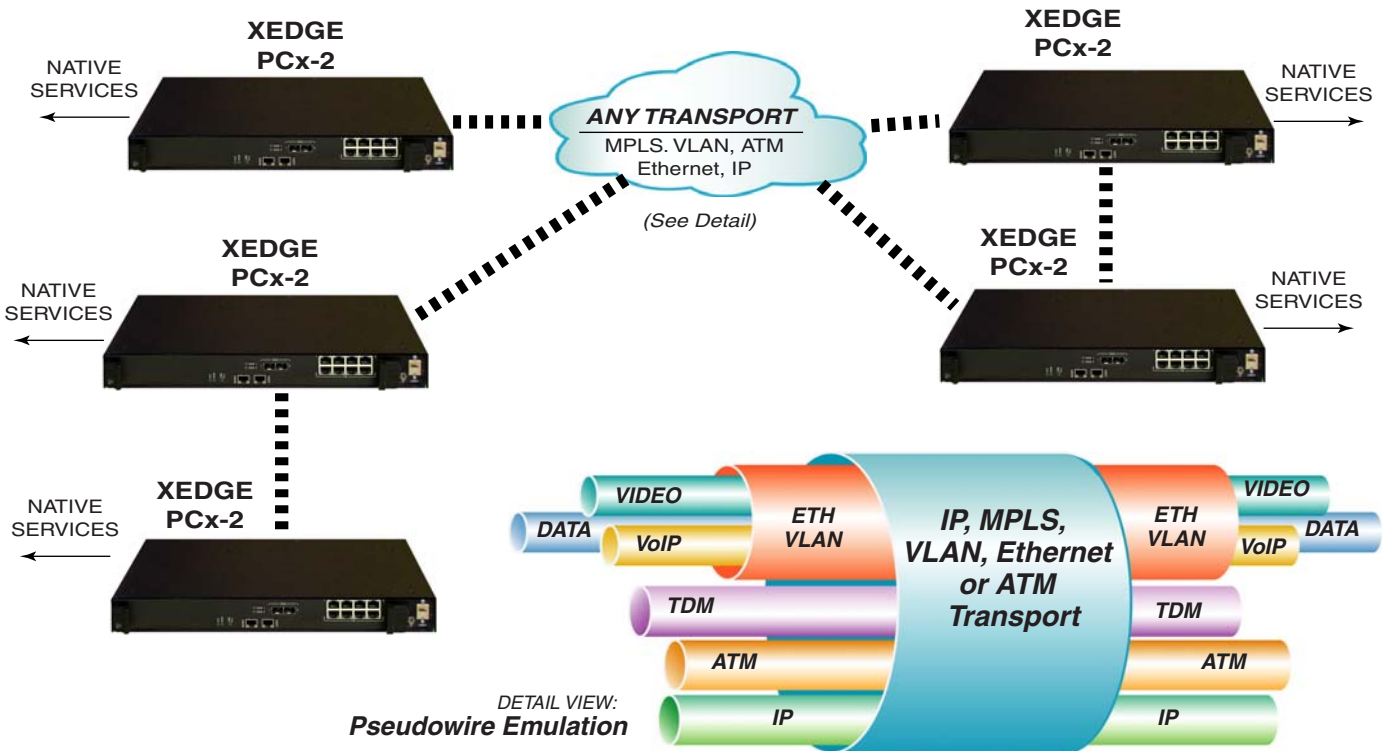 XEDGE
PCx-2
NATIVE
SERVICES
ANY TRANSPORT
MPLS. VLAN, ATM
Ethernet, IP
(See Detail)
XEDGE
PCx-2
NATIVE
SERVICES
XEDGE
PCx-2
NATIVE
SERVICES
XEDGE
PCx-2
NATIVE
SERVICES
XEDGE
PCx-2
NATIVE
SERVICES
VIDEO
DATA
VoIP
ETH
VLAN
TDM
ATM
IP
IP, MPLS,
VLAN, Ethernet
or ATM
Transport
ETH
VLAN
VIDEO
DATA
VoIP
TDM
ATM
IP
DETAIL VIEW:
Pseudowire Emulation